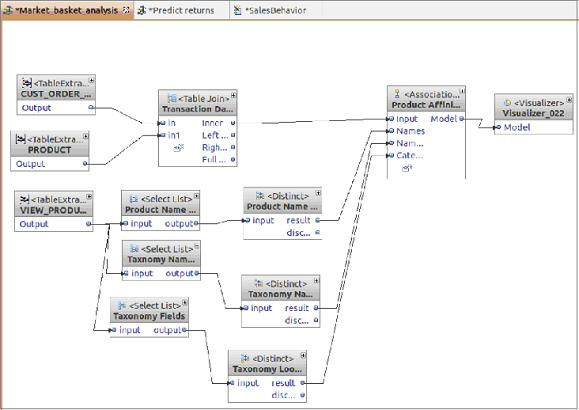 *Market_basket_analysis
*Predict returns
*SalesBehavior
<TableExtra...
CUST_ORDER_...
Output
<TableExtra...
PRODUCT
Output
<Table Join>
Transaction Da...
in
Inner
in1
Left ...
Righ...
Full ...
<Associatio...
Product Affini...
Input
Model
Names
Nam...
Cate...
<Visualizer>
Visualizer_022
Model
<TableExtra...
VIEW_PRODU...
Output
<Select List>
Product Name ...
input
output
<Distinct>
Product Name ...
input
result
disc...
<Select List>
Taxnomy Nam...
input
output
<Distinct>
Taxonomy Na...
input
result
disc...
<Select List>
Taxonomy Fields
input
output
<Distinct>
Taxonomy Loo...
input
result
disc...